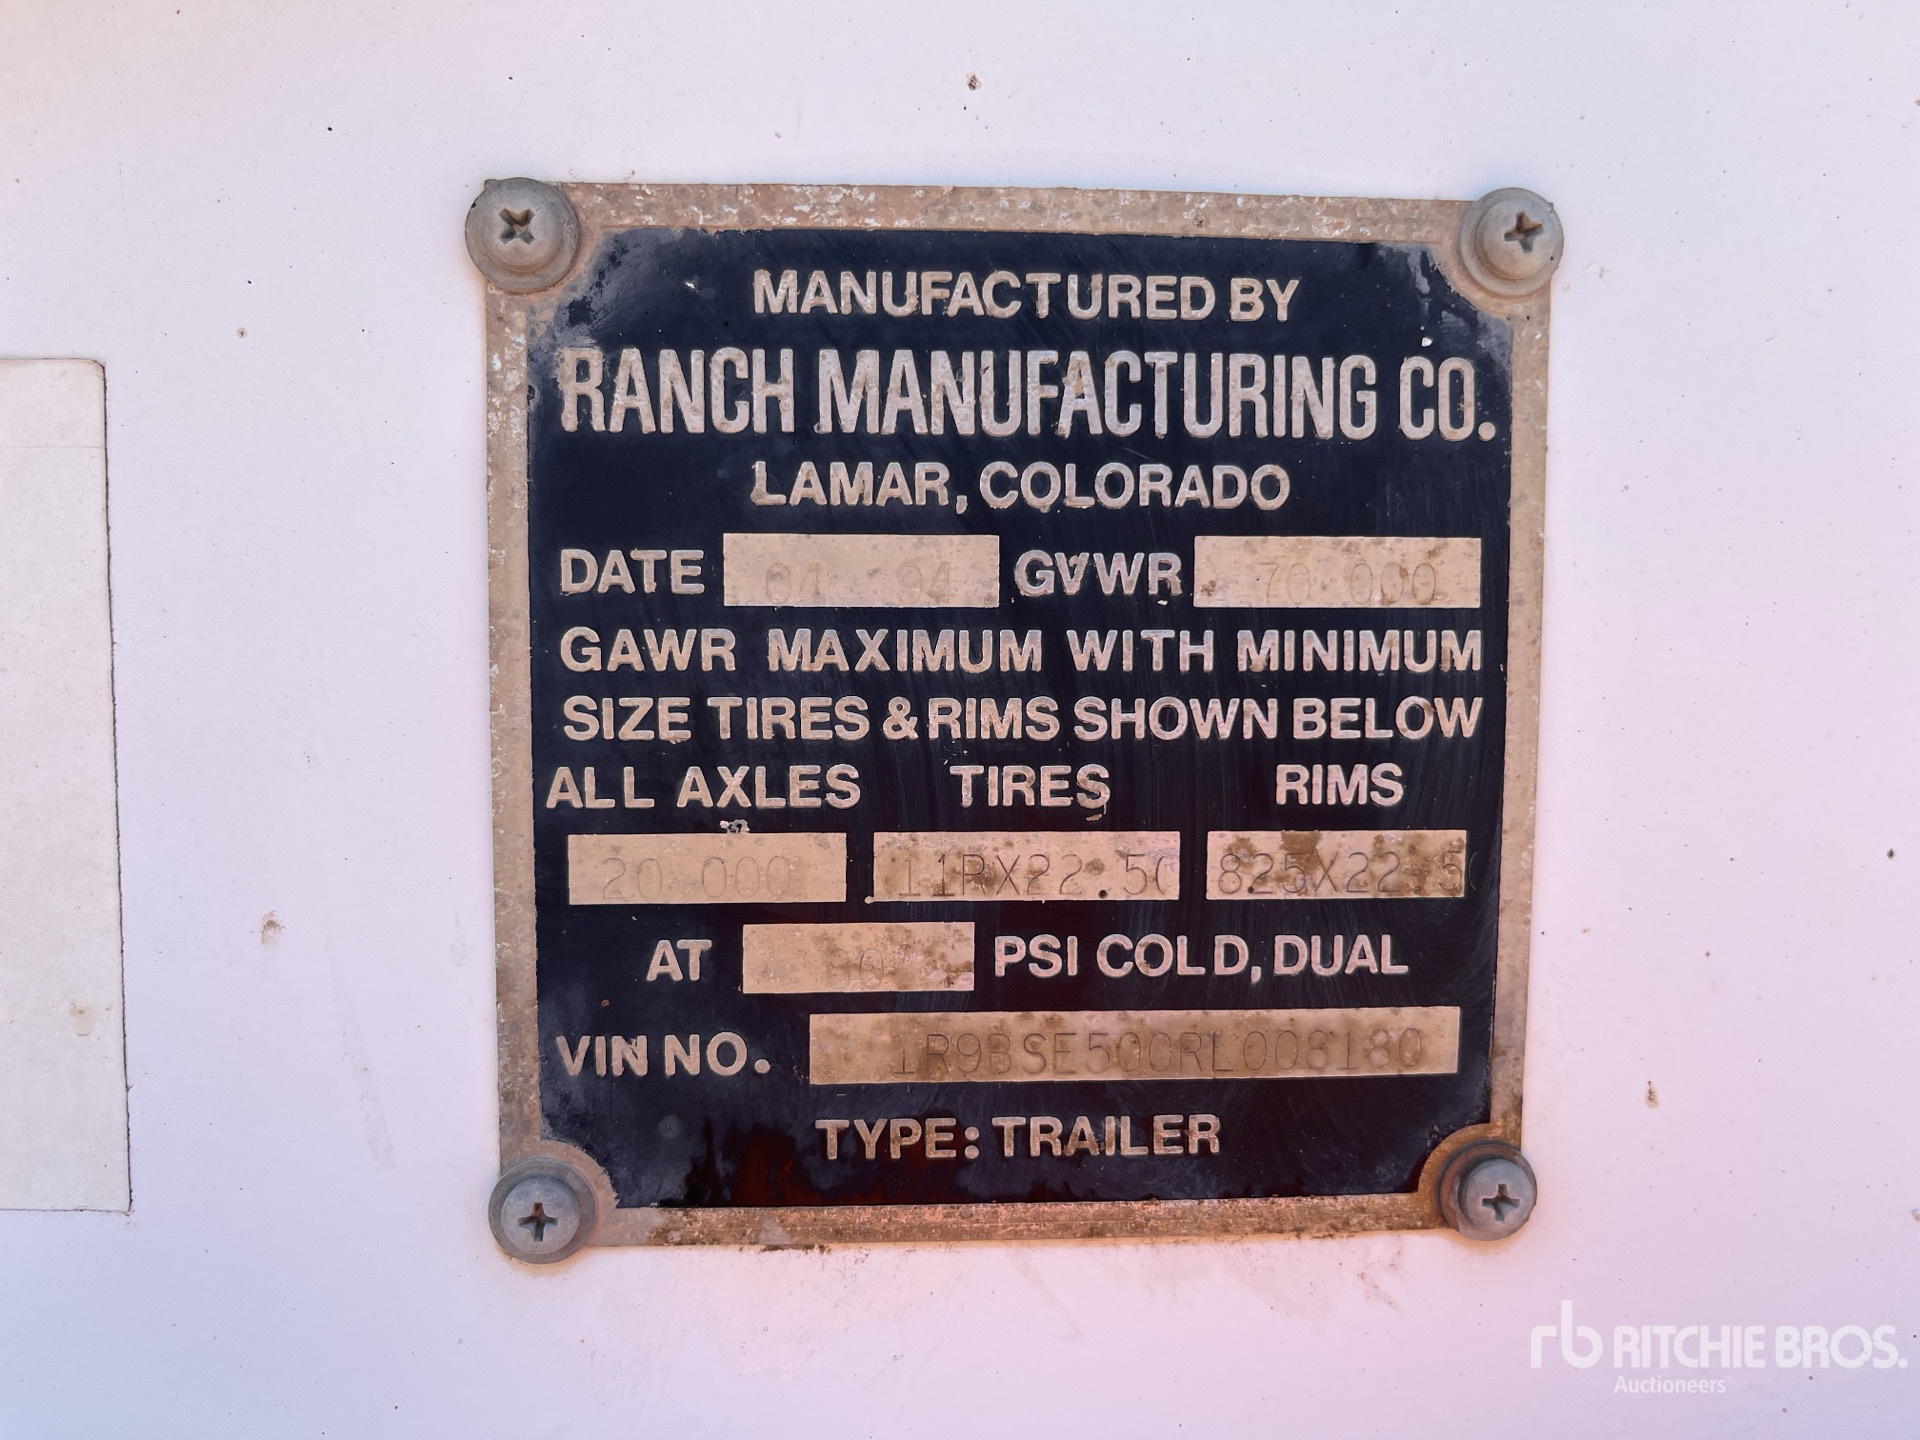 MANUFACTURED BY
RANCH MANUFACTURING CO.
LAMAR, COLORADO
DATE 04 94 GVWR 70 000
GAWR MAXIMUM WITH MINIMUM
SIZE TIRES & RIMS SHOWN BELOW
ALL AXLES TIRES RIMS
20 000 11RX22.50 825X22.50
AT PSI COLD, DUAL
VIN NO. 1R9BSE500RL008180
TYPE: TRAILER
rb RITCHIE BROS.
Auctioneers